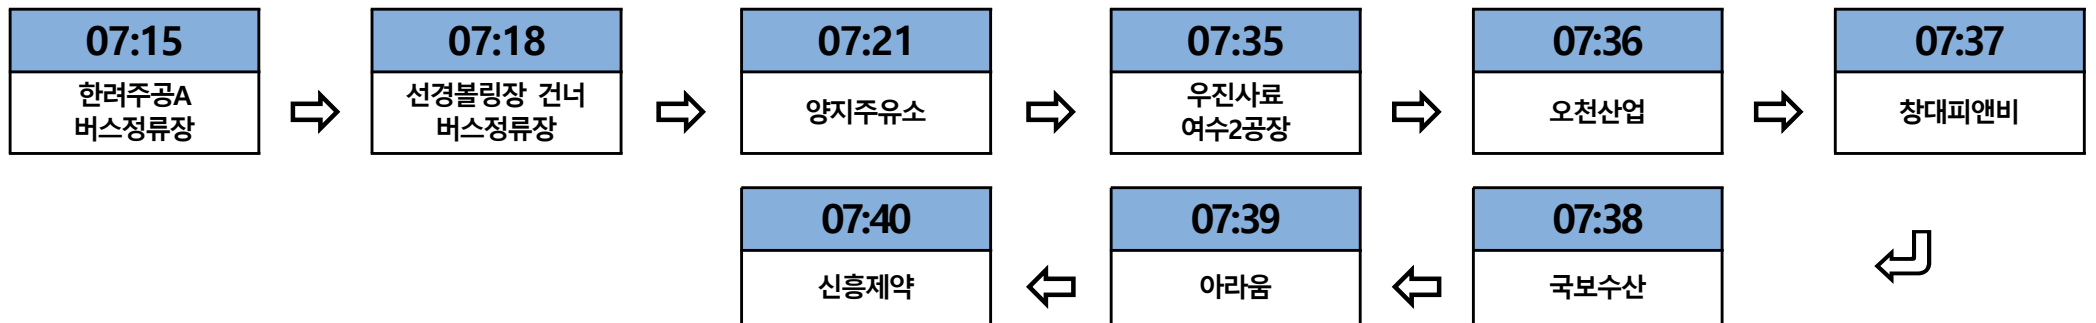 07:15
한려주공A
버스정류장
07:18
선경볼링장 건너
버스정류장
07:21
양지주유소
07:35
우진사료
여수2공장
07:36
오천산업
07:37
창대피앤비
07:38
국보수산
07:39
아라움
07:40
신흥제약